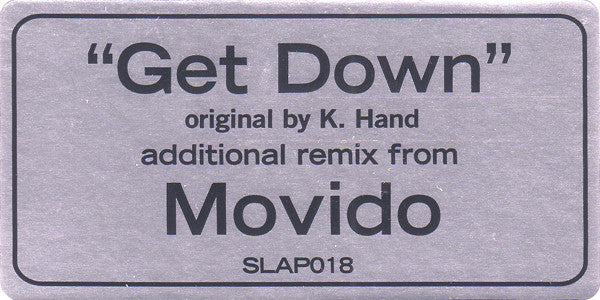 “Get Down”
original by K. Hand
additional remix from
Movido
SLAP018